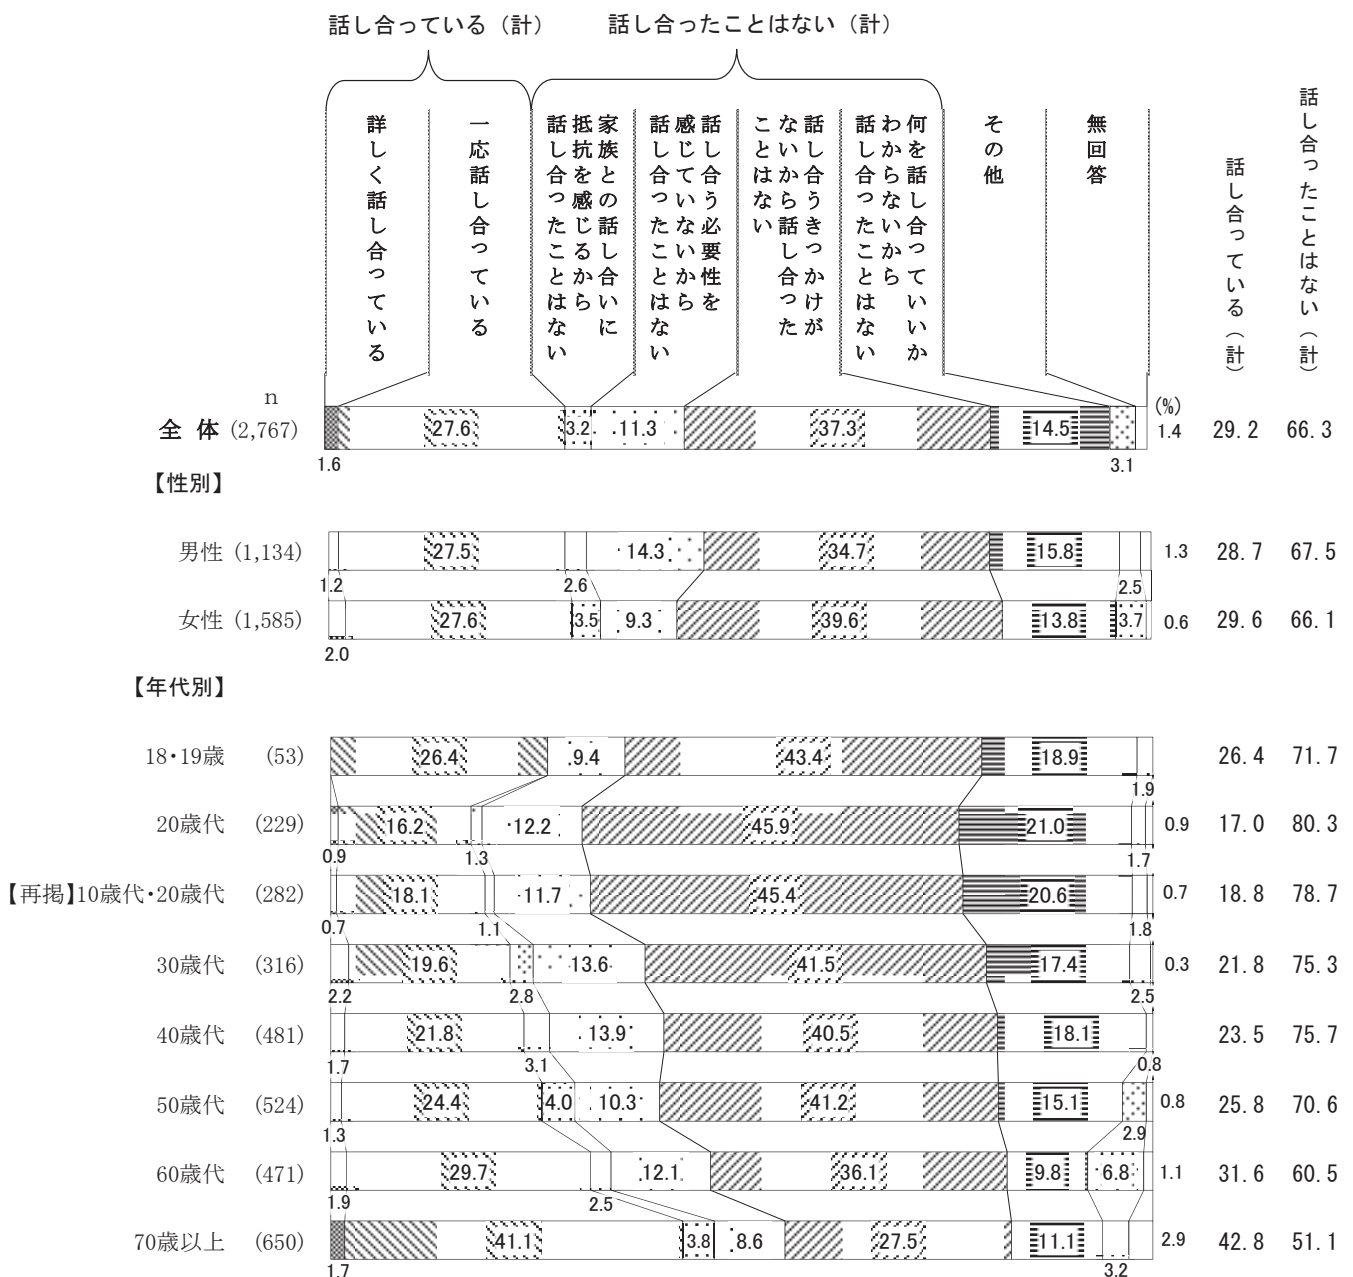 話し合っている（計） 話し合ったことはない（計）
詳しく話し合っている
一応話し合っている
家族との話し合いに
抵抗を感じるから
話し合ったことはない
話し合う必要性を
感じていないから
話し合ったことはない
話し合うきっかけが
ないから話し合った
ことはない
何を話し合っていいか
わからないから
話し合ったことはない
その他
無回答
話し合っている（計）
話し合ったことはない（計）
n
(%)
全 体 (2,767) 27.6 3.2 11.3 37.3 14.5 1.4 29.2 66.3
1.6 3.1
【性別】
男性 (1,134) 27.5 14.3 34.7 15.8 1.3 28.7 67.5
1.2 2.6 2.5
女性 (1,585) 27.6 3.5 9.3 39.6 13.8 3.7 0.6 29.6 66.1
2.0
【年代別】
18・19歳 (53) 26.4 9.4 43.4 18.9 26.4 71.7
1.9
20歳代 (229) 16.2 12.2 45.9 21.0 0.9 17.0 80.3
0.9 1.3 1.7
【再掲】10歳代・20歳代 (282) 18.1 11.7 45.4 20.6 0.7 18.8 78.7
0.7 1.1 1.8
30歳代 (316) 19.6 13.6 41.5 17.4 0.3 21.8 75.3
2.2 2.8 2.5
40歳代 (481) 21.8 13.9 40.5 18.1 23.5 75.7
1.7 3.1 0.8
50歳代 (524) 24.4 4.0 10.3 41.2 15.1 0.8 25.8 70.6
1.3 2.9
60歳代 (471) 29.7 12.1 36.1 9.8 6.8 1.1 31.6 60.5
1.9 2.5
70歳以上 (650) 41.1 3.8 8.6 27.5 11.1 2.9 42.8 51.1
1.7 3.2